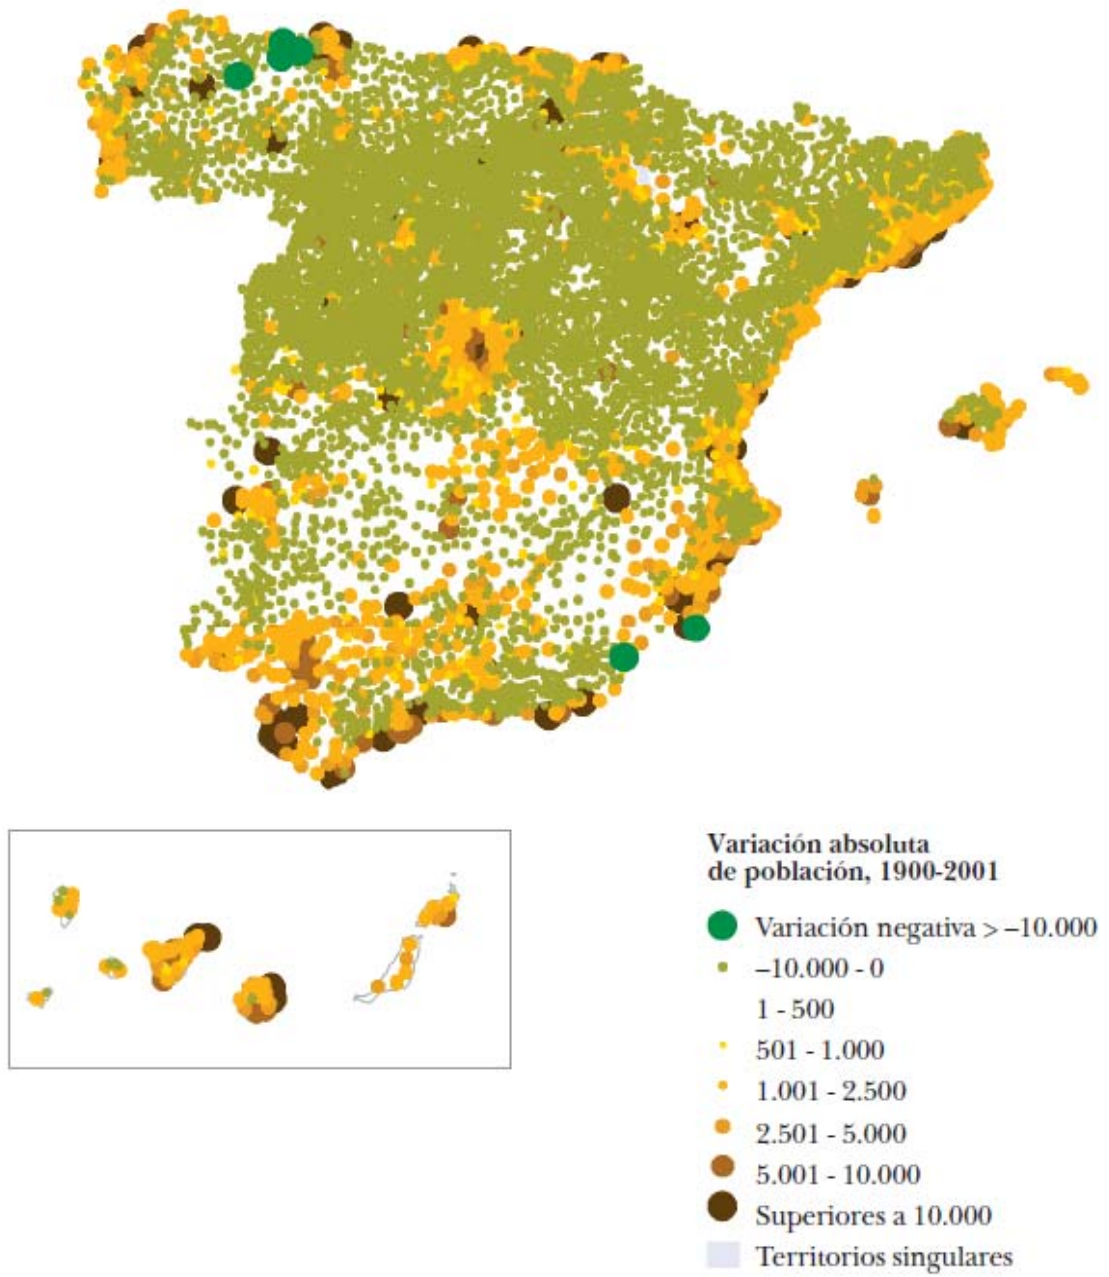 Variación absoluta
de población, 1900-2001
Variación negativa > –10.000
–10.000 - 0
1 - 500
501 - 1.000
1.001 - 2.500
2.501 - 5.000
5.001 - 10.000
Superiores a 10.000
Territorios singulares